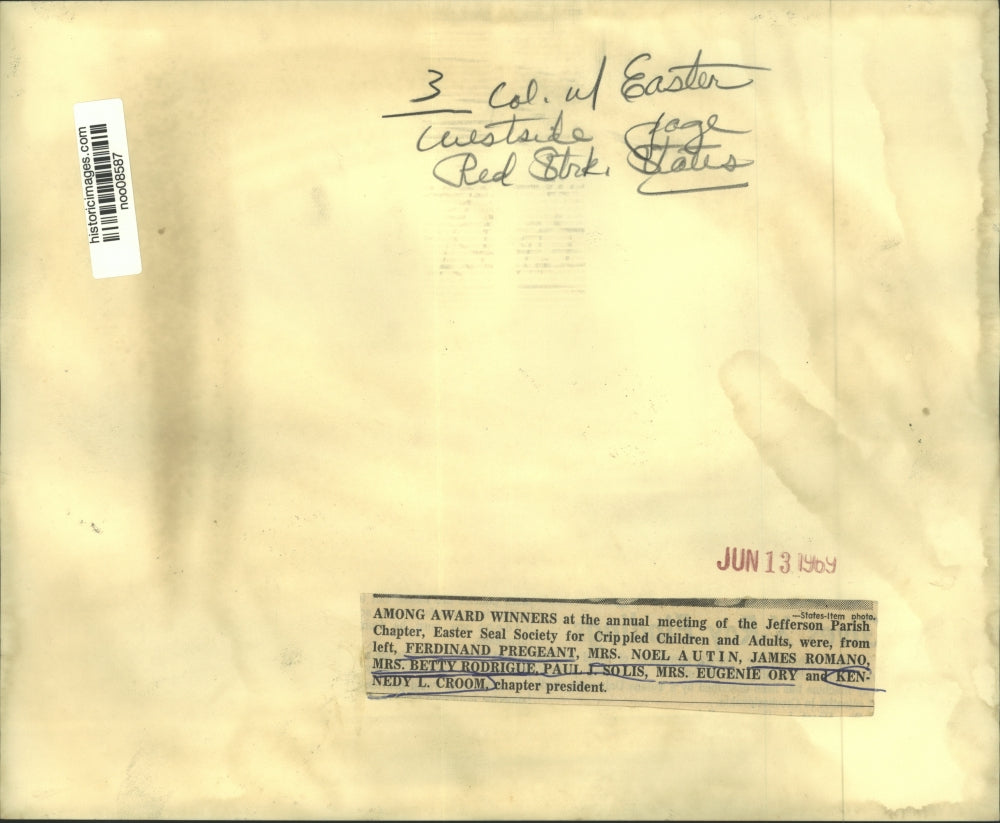 3 Col. w/ Easter
Westside page
Red Strk. States
historicimages.com
noo08587
JUN 13 1969
—States-Item photo.
AMONG AWARD WINNERS at the annual meeting of the Jefferson Parish
Chapter, Easter Seal Society for Crippled Children and Adults, were, from
left, FERDINAND PREGEANT, MRS. NOEL AUTIN, JAMES ROMANO,
MRS. BETTY RODRIGUE, PAUL J. SOLIS, MRS. EUGENIE ORY and KEN-
NEDY L. CROOM, chapter president.